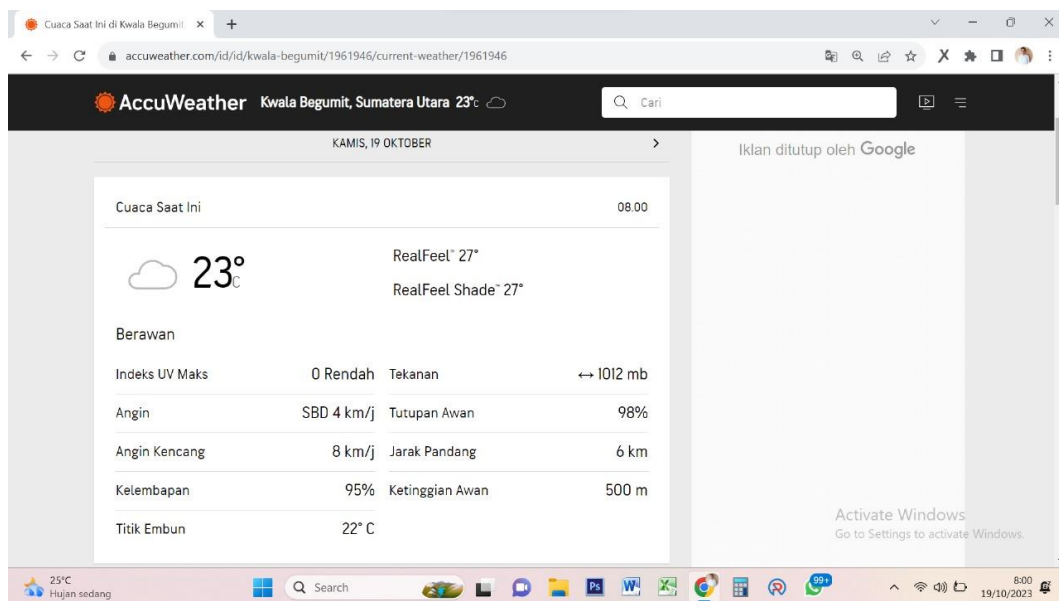 Cuaca Saat Ini di Kwala Begumit
accuweather.com/id/id/kwala-begumit/1961946/current-weather/1961946
AccuWeather Kwala Begumit, Sumatera Utara 23°C
Cari
KAMIS, 19 OKTOBER
Iklan ditutup oleh Google
Cuaca Saat Ini 08.00
23°C
RealFeel™ 27°
RealFeel Shade™ 27°
Berawan
Indeks UV Maks 0 Rendah Tekanan ↔ 1012 mb
Angin SBD 4 km/j Tutupan Awan 98%
Angin Kencang 8 km/j Jarak Pandang 6 km
Kelembapan 95% Ketinggian Awan 500 m
Titik Embun 22° C
Activate Windows
Go to Settings to activate Windows.
25°C
Hujan sedang
Search
Ps
W
99+
8:00
19/10/2023